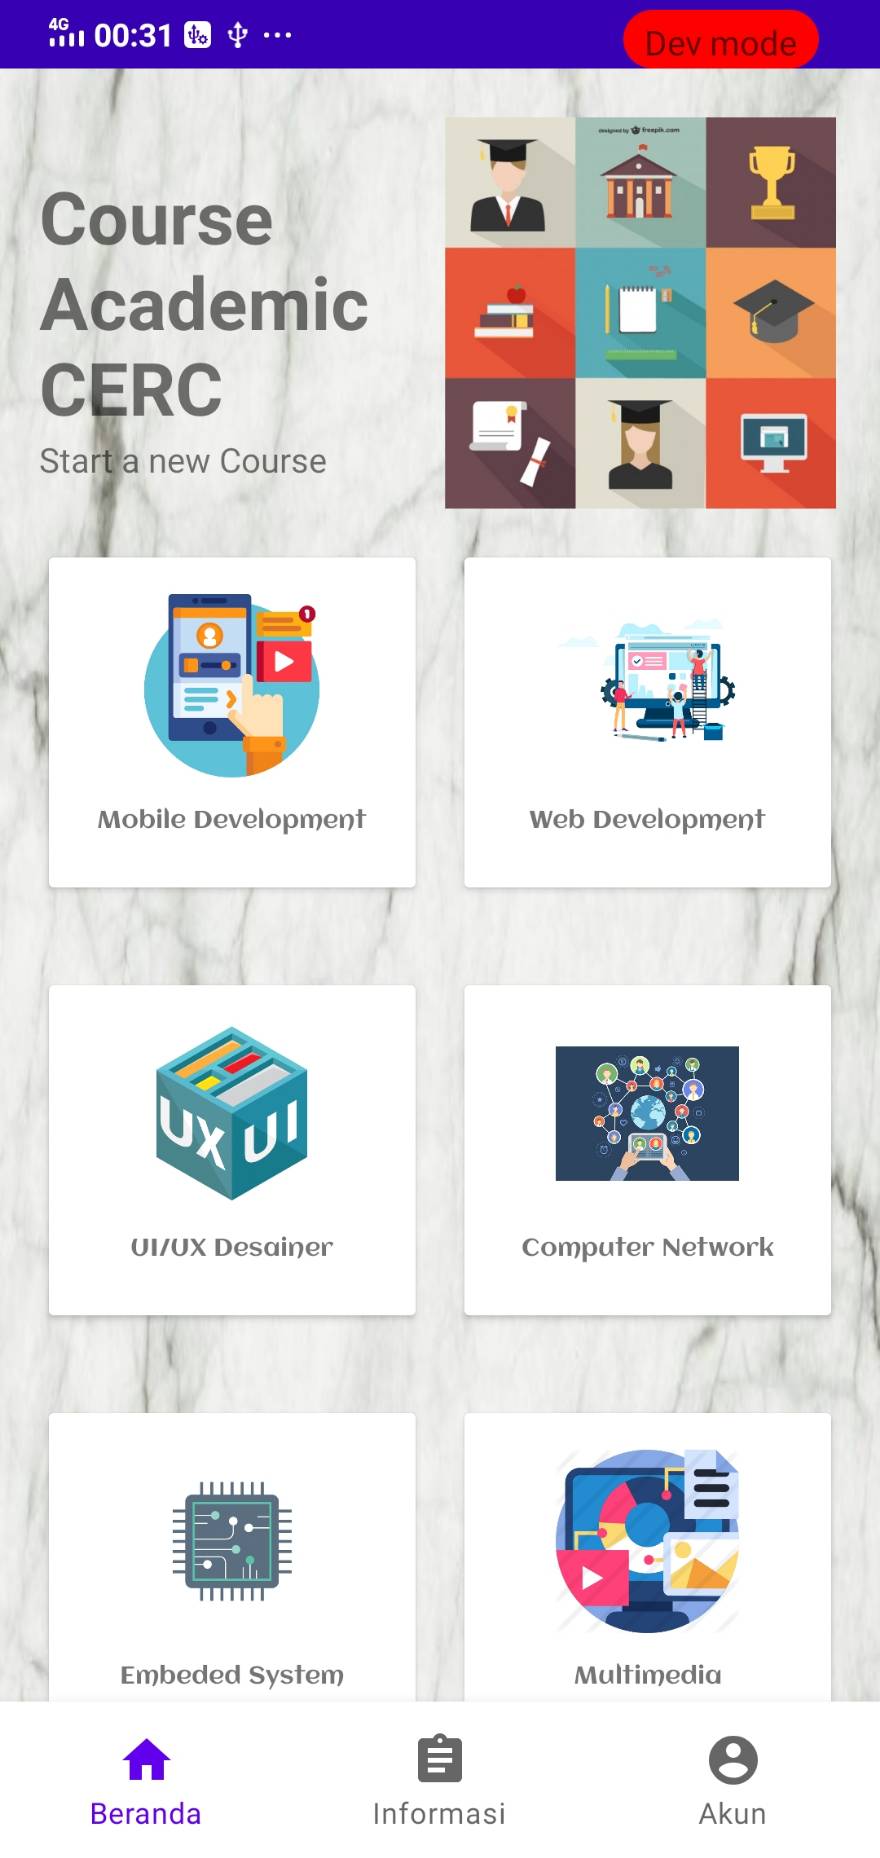 4G
00:31
Dev mode
designed by freepik.com
Course
Academic
CERC
Start a new Course
Mobile Development
Web Development
UX UI
UI/UX Desainer
Computer Network
Embeded System
Multimedia
Beranda
Informasi
Akun